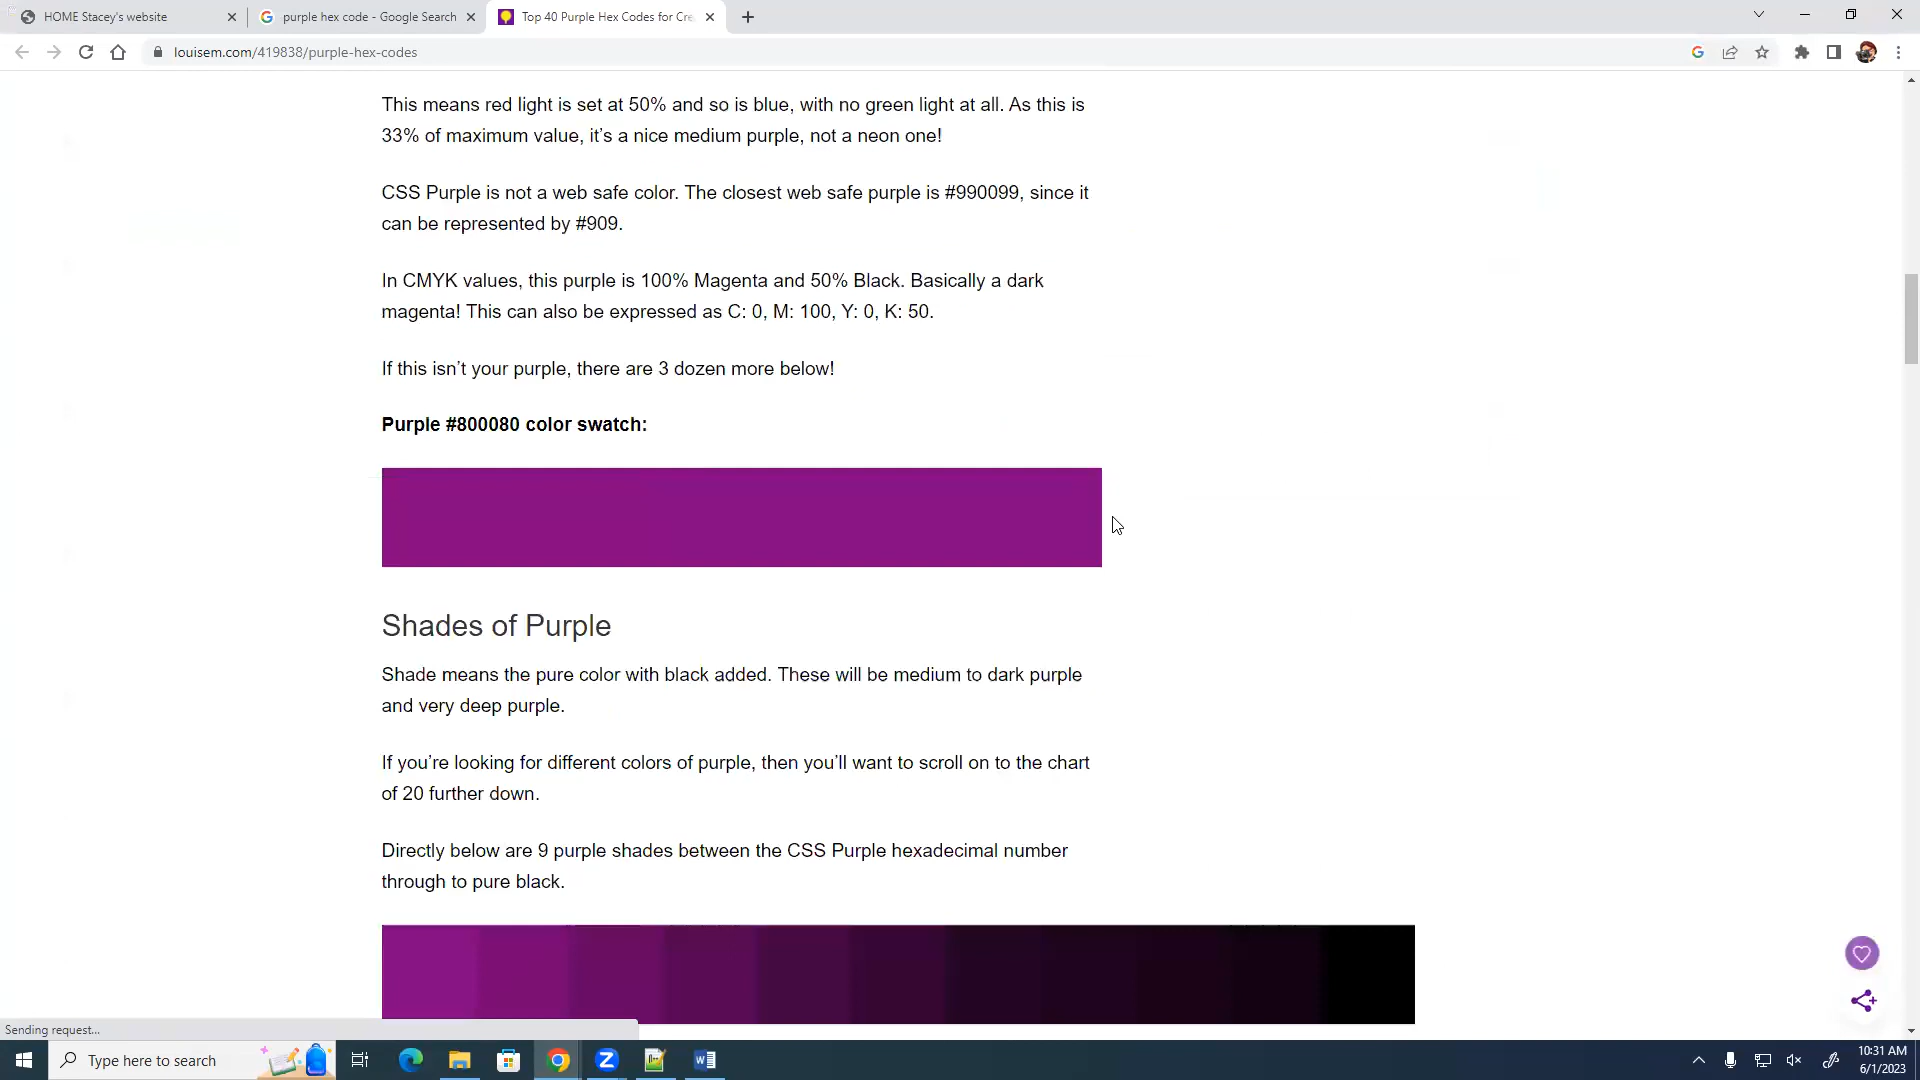 HOME Stacey's website
purple hex code - Google Search
Top 40 Purple Hex Codes for Cre
louisem.com/419838/purple-hex-codes
This means red light is set at 50% and so is blue, with no green light at all. As this is
33% of maximum value, it’s a nice medium purple, not a neon one!
CSS Purple is not a web safe color. The closest web safe purple is #990099, since it
can be represented by #909.
In CMYK values, this purple is 100% Magenta and 50% Black. Basically a dark
magenta! This can also be expressed as C: 0, M: 100, Y: 0, K: 50.
If this isn’t your purple, there are 3 dozen more below!
Purple #800080 color swatch:
Shades of Purple
Shade means the pure color with black added. These will be medium to dark purple
and very deep purple.
If you’re looking for different colors of purple, then you’ll want to scroll on to the chart
of 20 further down.
Directly below are 9 purple shades between the CSS Purple hexadecimal number
through to pure black.
Sending request...
Type here to search
10:31 AM
6/1/2023